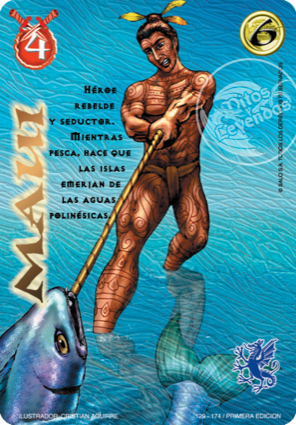 4
6
MAUI
Héroe
rebelde
y seductor.
Mientras
pesca, hace que
las islas
emerjan de
las aguas
polinésicas.
Mitos
y
Leyendas
ILUSTRADOR: CRISTIAN AGUIRRE
129 - 174 / PRIMERA EDICION